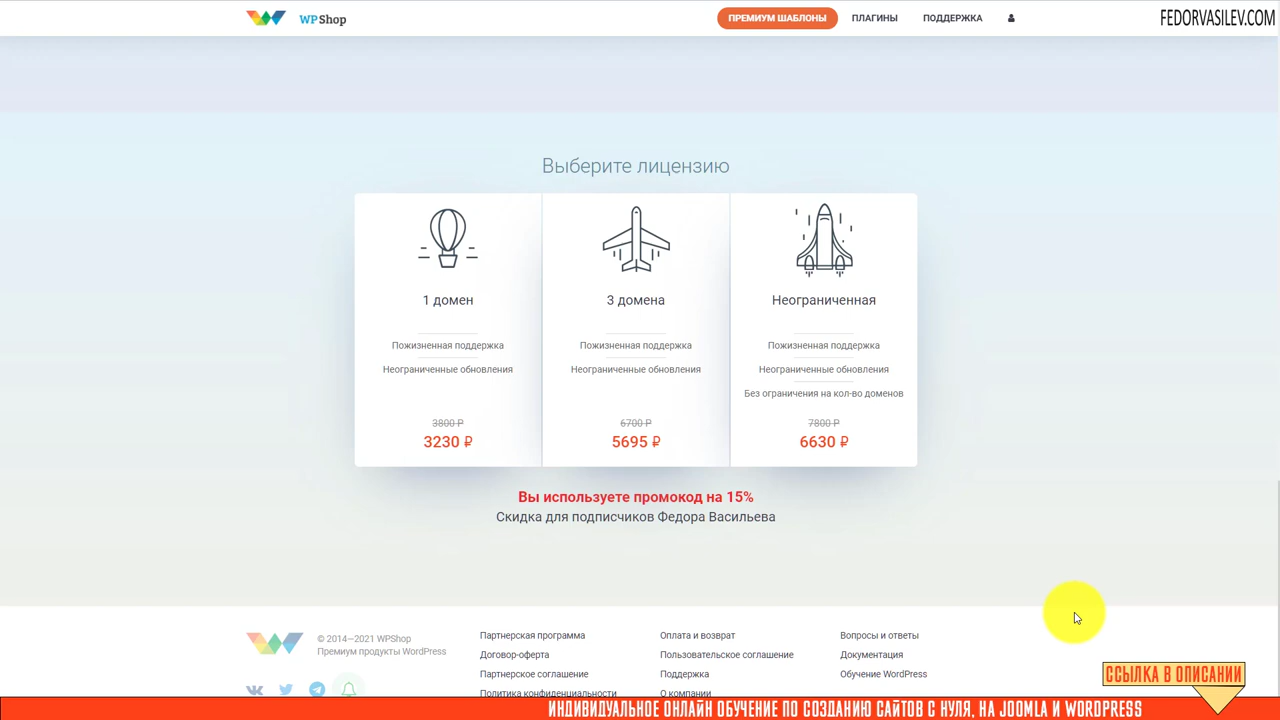 WPShop
ПРЕМИУМ ШАБЛОНЫ
ПЛАГИНЫ
ПОДДЕРЖКА
FEDORVASILEV.COM
Выберите лицензию
1 домен
Пожизненная поддержка
Неограниченные обновления
3800 Р
3230 ₽
3 домена
Пожизненная поддержка
Неограниченные обновления
6700 Р
5695 ₽
Неограниченная
Пожизненная поддержка
Неограниченные обновления
Без ограничения на кол-во доменов
7800 Р
6630 ₽
Вы используете промокод на 15%
Скидка для подписчиков Федора Васильева
© 2014—2021 WPShop
Премиум продукты WordPress
Партнерская программа
Договор-оферта
Партнерское соглашение
Политика конфиденциальности
Оплата и возврат
Пользовательское соглашение
Поддержка
О компании
Вопросы и ответы
Документация
Обучение WordPress
ССЫЛКА В ОПИСАНИИ
ИНДИВИДУАЛЬНОЕ ОНЛАЙН ОБУЧЕНИЕ ПО СОЗДАНИЮ САЙТОВ С НУЛЯ, НА JOOMLA И WORDPRESS